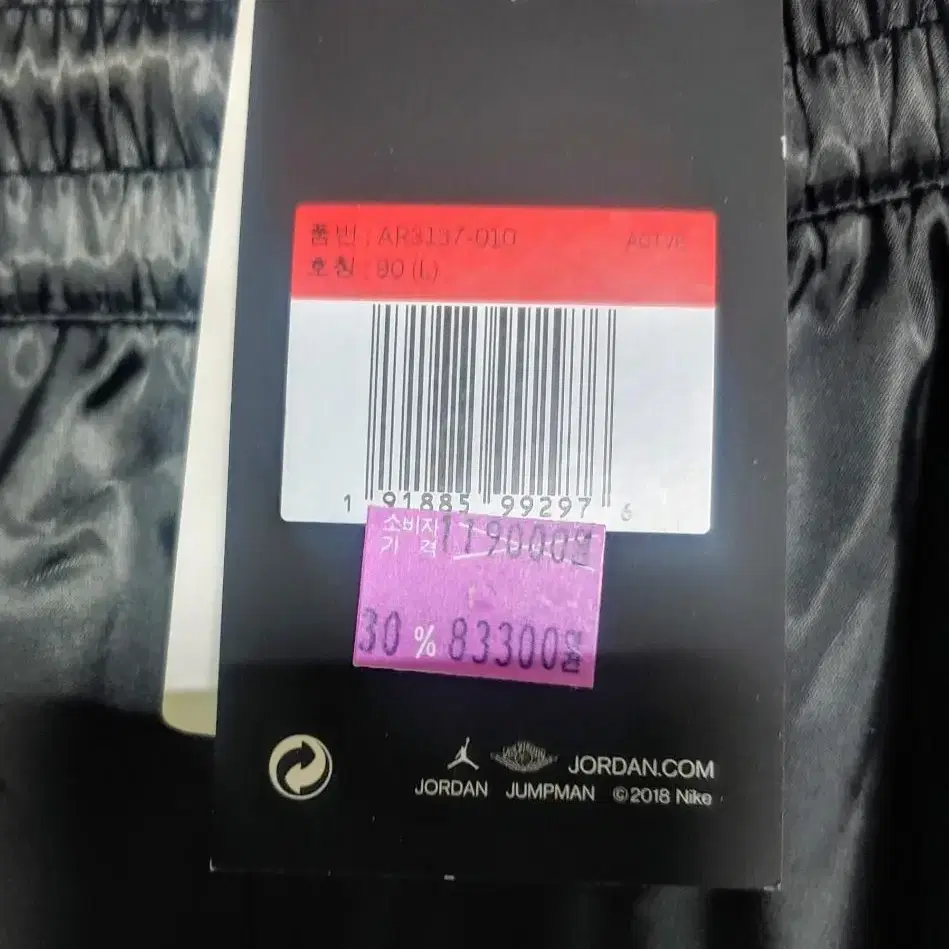 품번 : AR3137-010
호칭 : 90 (L)
1 91885 99297 6
소비자
가 격 119000원
30 % 83300원
JORDAN.COM
JORDAN JUMPMAN ©2018 Nike